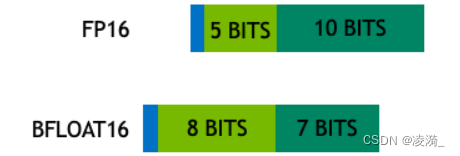 FP16 5 BITS 10 BITS
BFLOAT16 8 BITS 7 BITS
CSDN @凌漪_